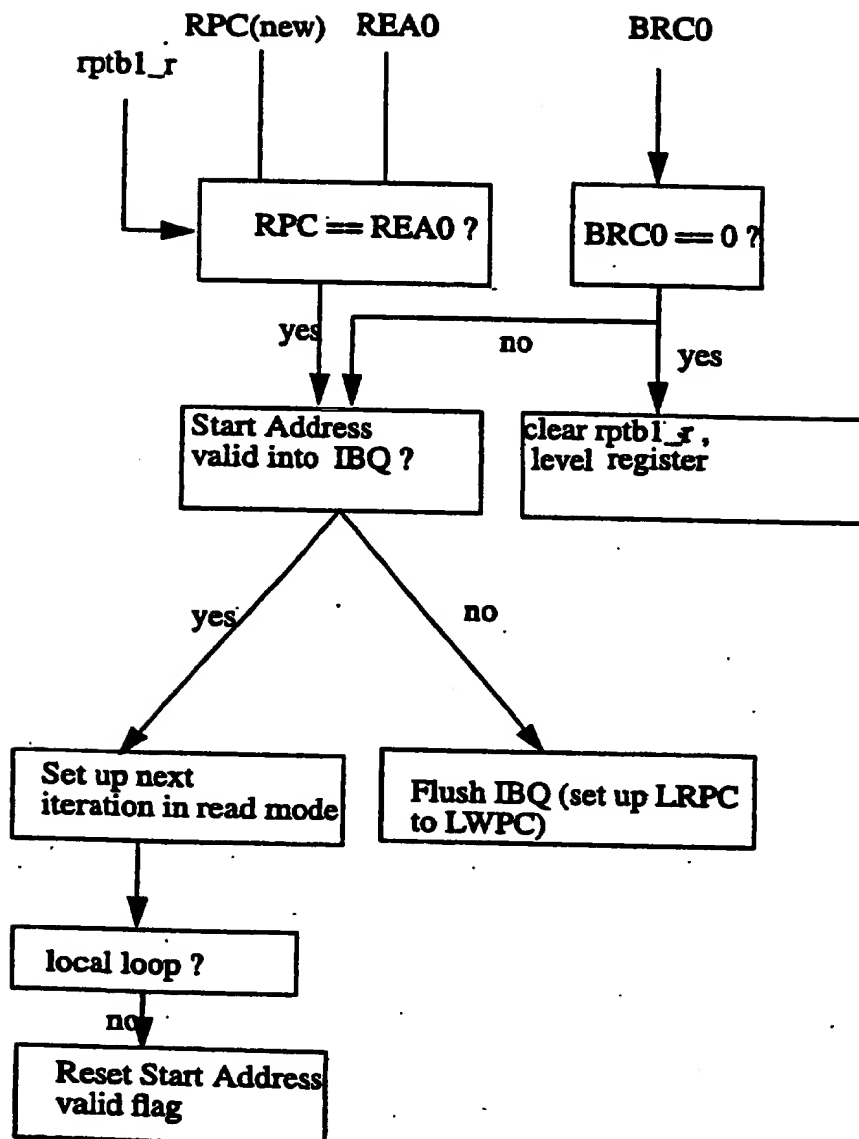 RPC(new) REA0 BRC0
rptb1_r
RPC == REA0 ?
BRC0 == 0 ?
yes
no
yes
Start Address
valid into IBQ ?
clear rptb1_r ,
level register
yes
no
Set up next
iteration in read mode
Flush IBQ (set up LRPC
to LWPC)
local loop ?
no
Reset Start Address
valid flag